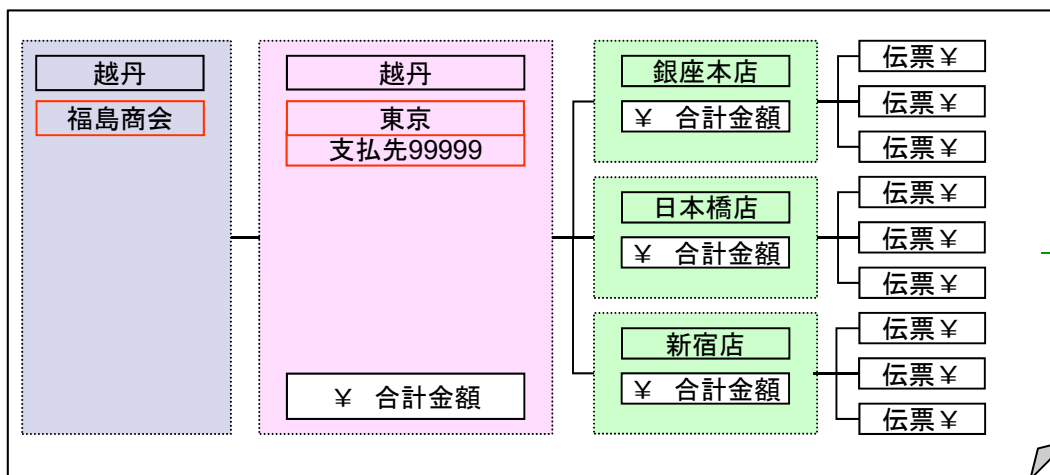 越丹
福島商会
越丹
東京
支払先99999
￥ 合計金額
銀座本店
￥ 合計金額
伝票￥
伝票￥
伝票￥
日本橋店
￥ 合計金額
伝票￥
伝票￥
伝票￥
新宿店
￥ 合計金額
伝票￥
伝票￥
伝票￥